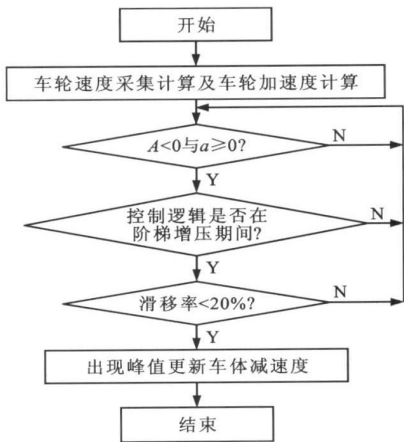 开始
车轮速度采集计算及车轮加速度计算
A<0与a≥0?
N
Y
控制逻辑是否在
阶梯增压期间?
N
Y
滑移率<20%?
N
Y
出现峰值更新车体减速度
结束